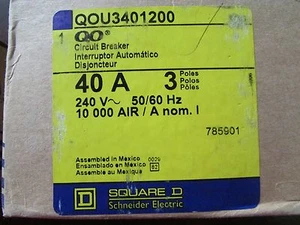 QOU3401200
1
QO®
Circuit Breaker
Interruptor Automático
Disjoncteur
40 A 3 Poles
Polos
Pôles
240 V~ 50/60 Hz
10 000 AIR / A nom. I
785901
Assembled in Mexico
Ensamblado en México
Assemble au Mexique
D SQUARE D
Schneider Electric